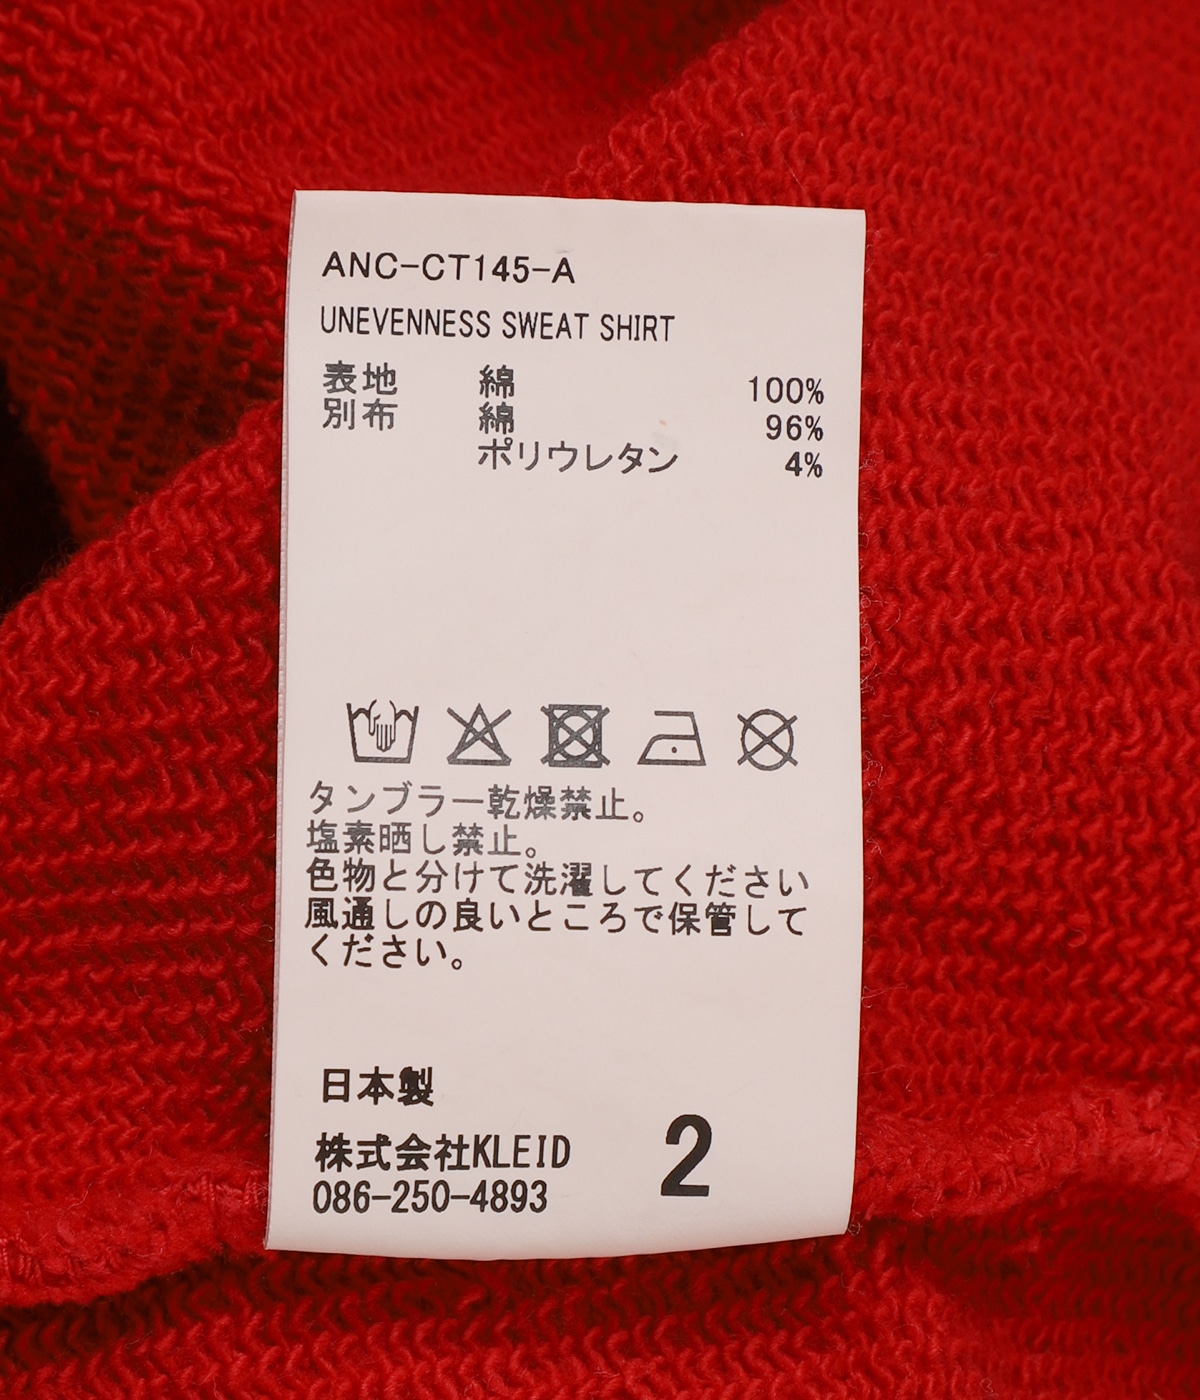 ANC-CT145-A
UNEVENNESS SWEAT SHIRT
表地 綿 100%
別布 綿 96%
ポリウレタン 4%
タンブラー乾燥禁止。
塩素晒し禁止。
色物と分けて洗濯してください
風通しの良いところで保管して
ください。
日本製
株式会社KLEID
086-250-4893
2